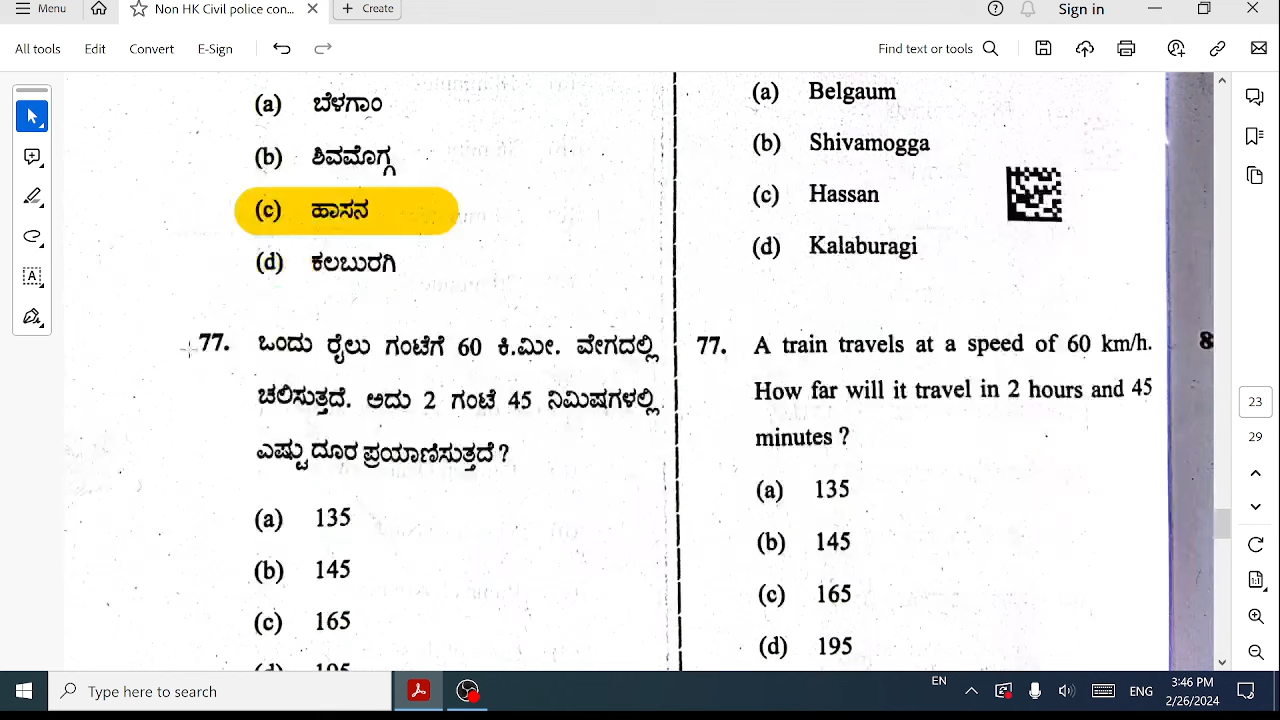 Menu
Non HK Civil police con...
Create
Sign in
All tools
Edit
Convert
E-Sign
Find text or tools
(a) ಬೆಳಗಾಂ
(b) ಶಿವಮೊಗ್ಗ
(c) ಹಾಸನ
(d) ಕಲಬುರಗಿ
77. ಒಂದು ರೈಲು ಗಂಟೆಗೆ 60 ಕಿ.ಮೀ. ವೇಗದಲ್ಲಿ
ಚಲಿಸುತ್ತದೆ. ಅದು 2 ಗಂಟೆ 45 ನಿಮಿಷಗಳಲ್ಲಿ
ಎಷ್ಟು ದೂರ ಪ್ರಯಾಣಿಸುತ್ತದೆ ?
(a) 135
(b) 145
(c) 165
(d) 195
(a) Belgaum
(b) Shivamogga
(c) Hassan
(d) Kalaburagi
77. A train travels at a speed of 60 km/h.
How far will it travel in 2 hours and 45
minutes ?
(a) 135
(b) 145
(c) 165
(d) 195
8
23
29
1:1
Type here to search
EN
ENG
3:46 PM
2/26/2024